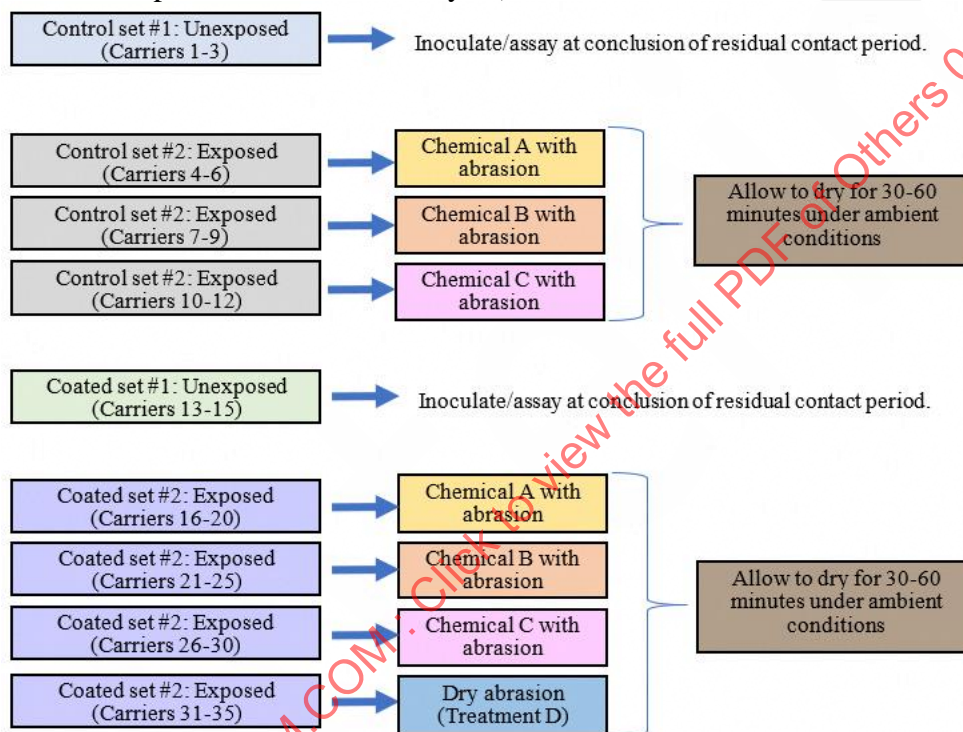 Control set #1: Unexposed
(Carriers 1-3)
Inoculate/assay at conclusion of residual contact period.
Control set #2: Exposed
(Carriers 4-6)
Chemical A with
abrasion
Control set #2: Exposed
(Carriers 7-9)
Chemical B with
abrasion
Control set #2: Exposed
(Carriers 10-12)
Chemical C with
abrasion
Allow to dry for 30-60
minutes under ambient
conditions
Coated set #1: Unexposed
(Carriers 13-15)
Inoculate/assay at conclusion of residual contact period.
Coated set #2: Exposed
(Carriers 16-20)
Chemical A with
abrasion
Coated set #2: Exposed
(Carriers 21-25)
Chemical B with
abrasion
Coated set #2: Exposed
(Carriers 26-30)
Chemical C with
abrasion
Coated set #2: Exposed
(Carriers 31-35)
Dry abrasion
(Treatment D)
Allow to dry for 30-60
minutes under ambient
conditions
M.COM : Click to view the full PDF of Others 0